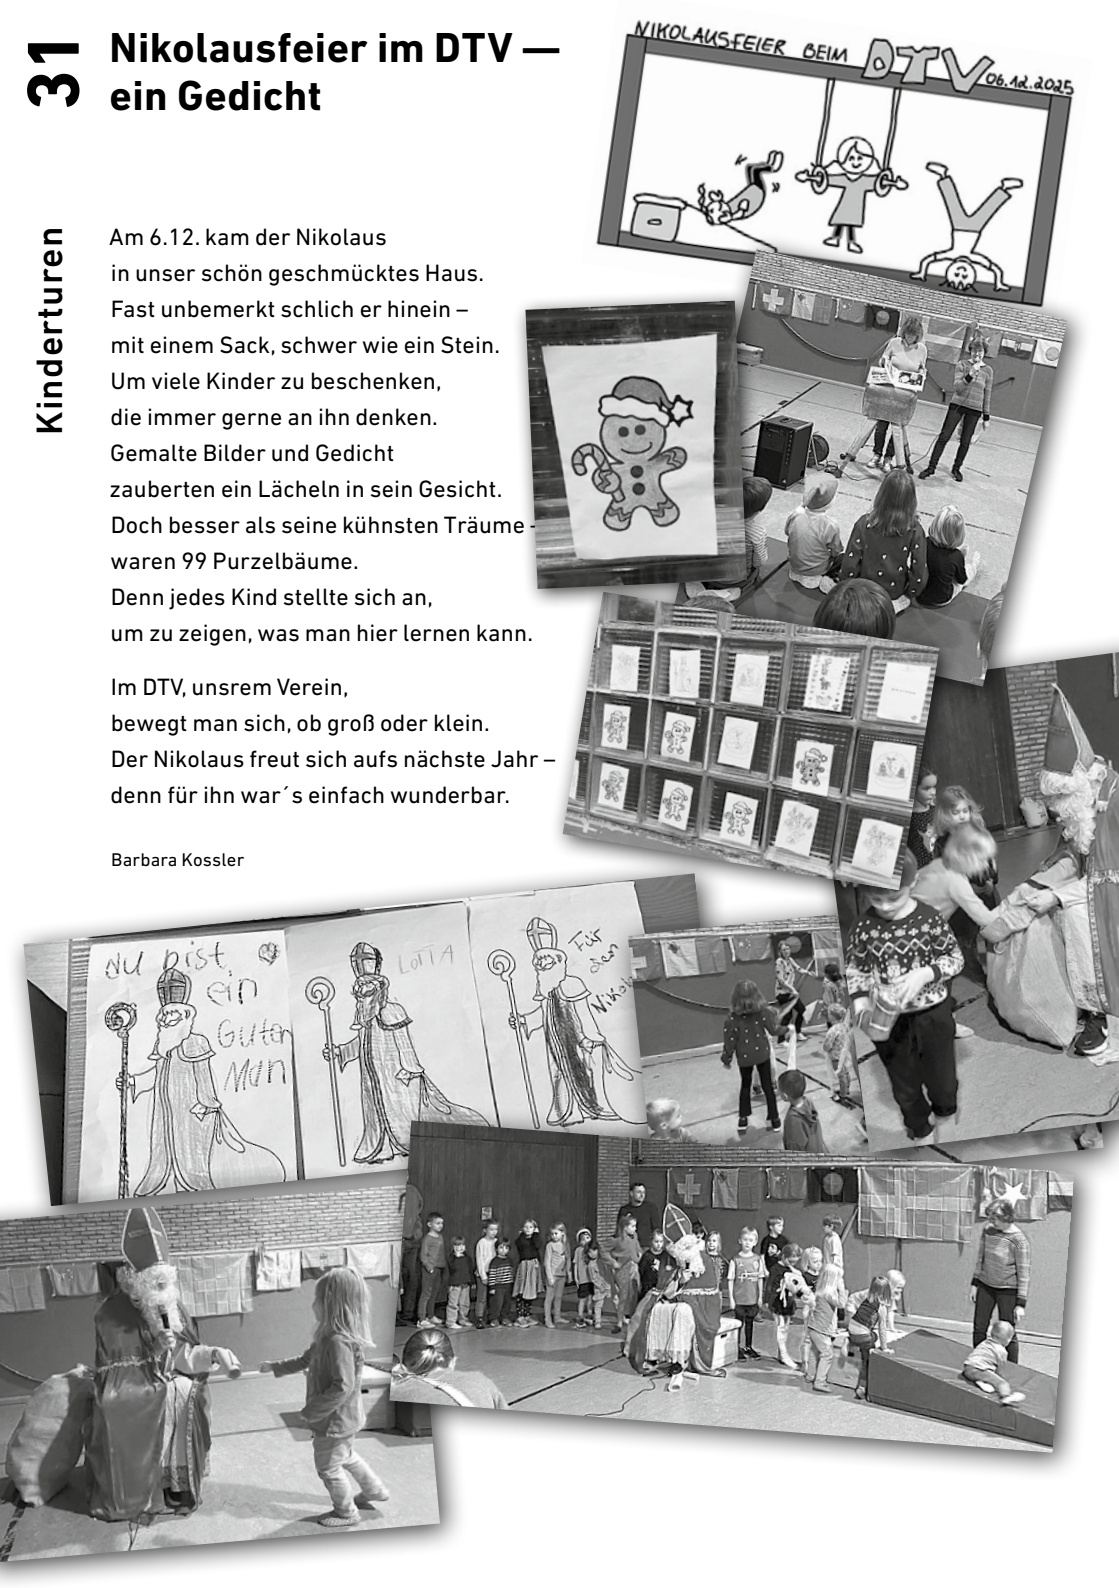 31
Nikolausfeier im DTV —
ein Gedicht
NIKOLAUSFEIER BEIM DTV 06.12.2025
Kinderturen
Am 6.12. kam der Nikolaus
in unser schön geschmücktes Haus.
Fast unbemerkt schlich er hinein –
mit einem Sack, schwer wie ein Stein.
Um viele Kinder zu beschenken,
die immer gerne an ihn denken.
Gemalte Bilder und Gedicht
zauberten ein Lächeln in sein Gesicht.
Doch besser als seine kühnsten Träume -
waren 99 Purzelbäume.
Denn jedes Kind stellte sich an,
um zu zeigen, was man hier lernen kann.
Im DTV, unsrem Verein,
bewegt man sich, ob groß oder klein.
Der Nikolaus freut sich aufs nächste Jahr –
denn für ihn war´s einfach wunderbar.
Barbara Kossler
DU bist
ein
Guter
Man
LOTTA
Für
den
Nikol